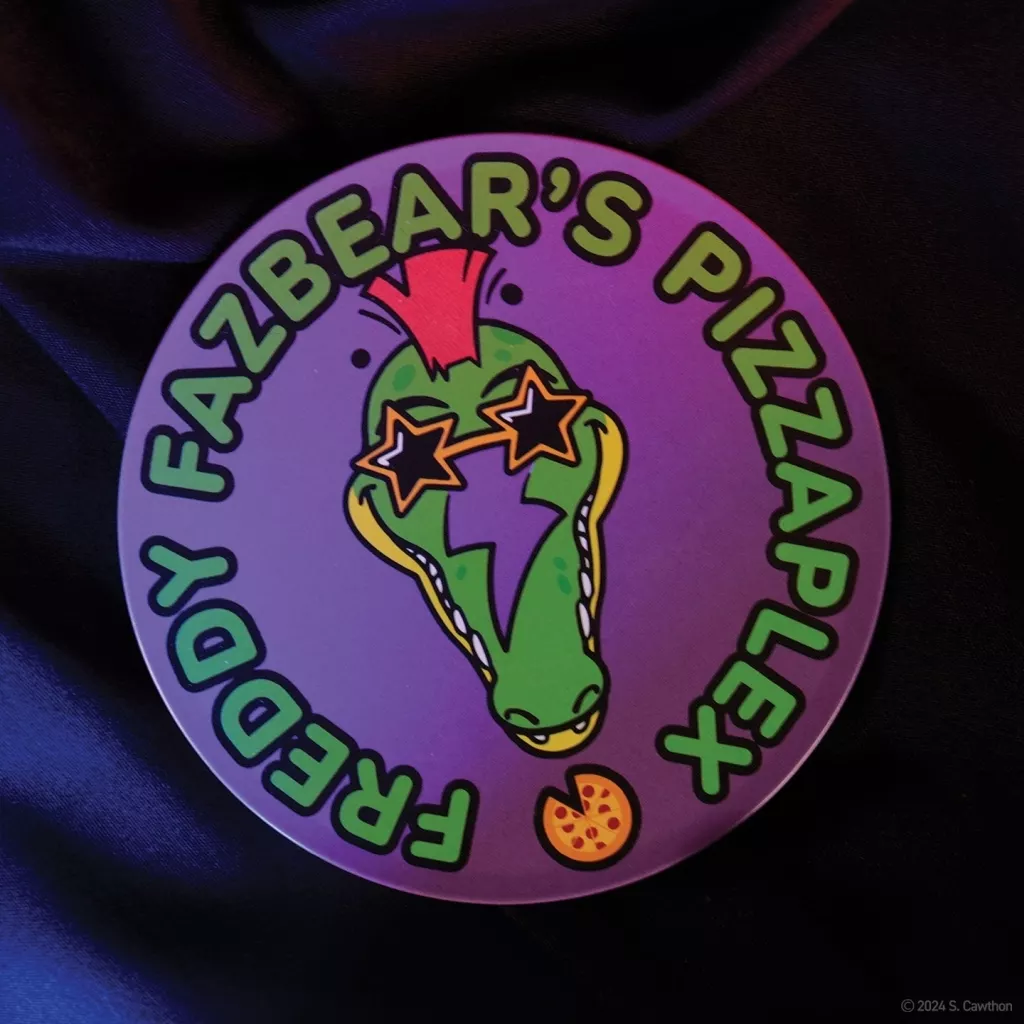 FREDDY FAZBEAR'S PIZZAPLEX
© 2024 S. Cawthon